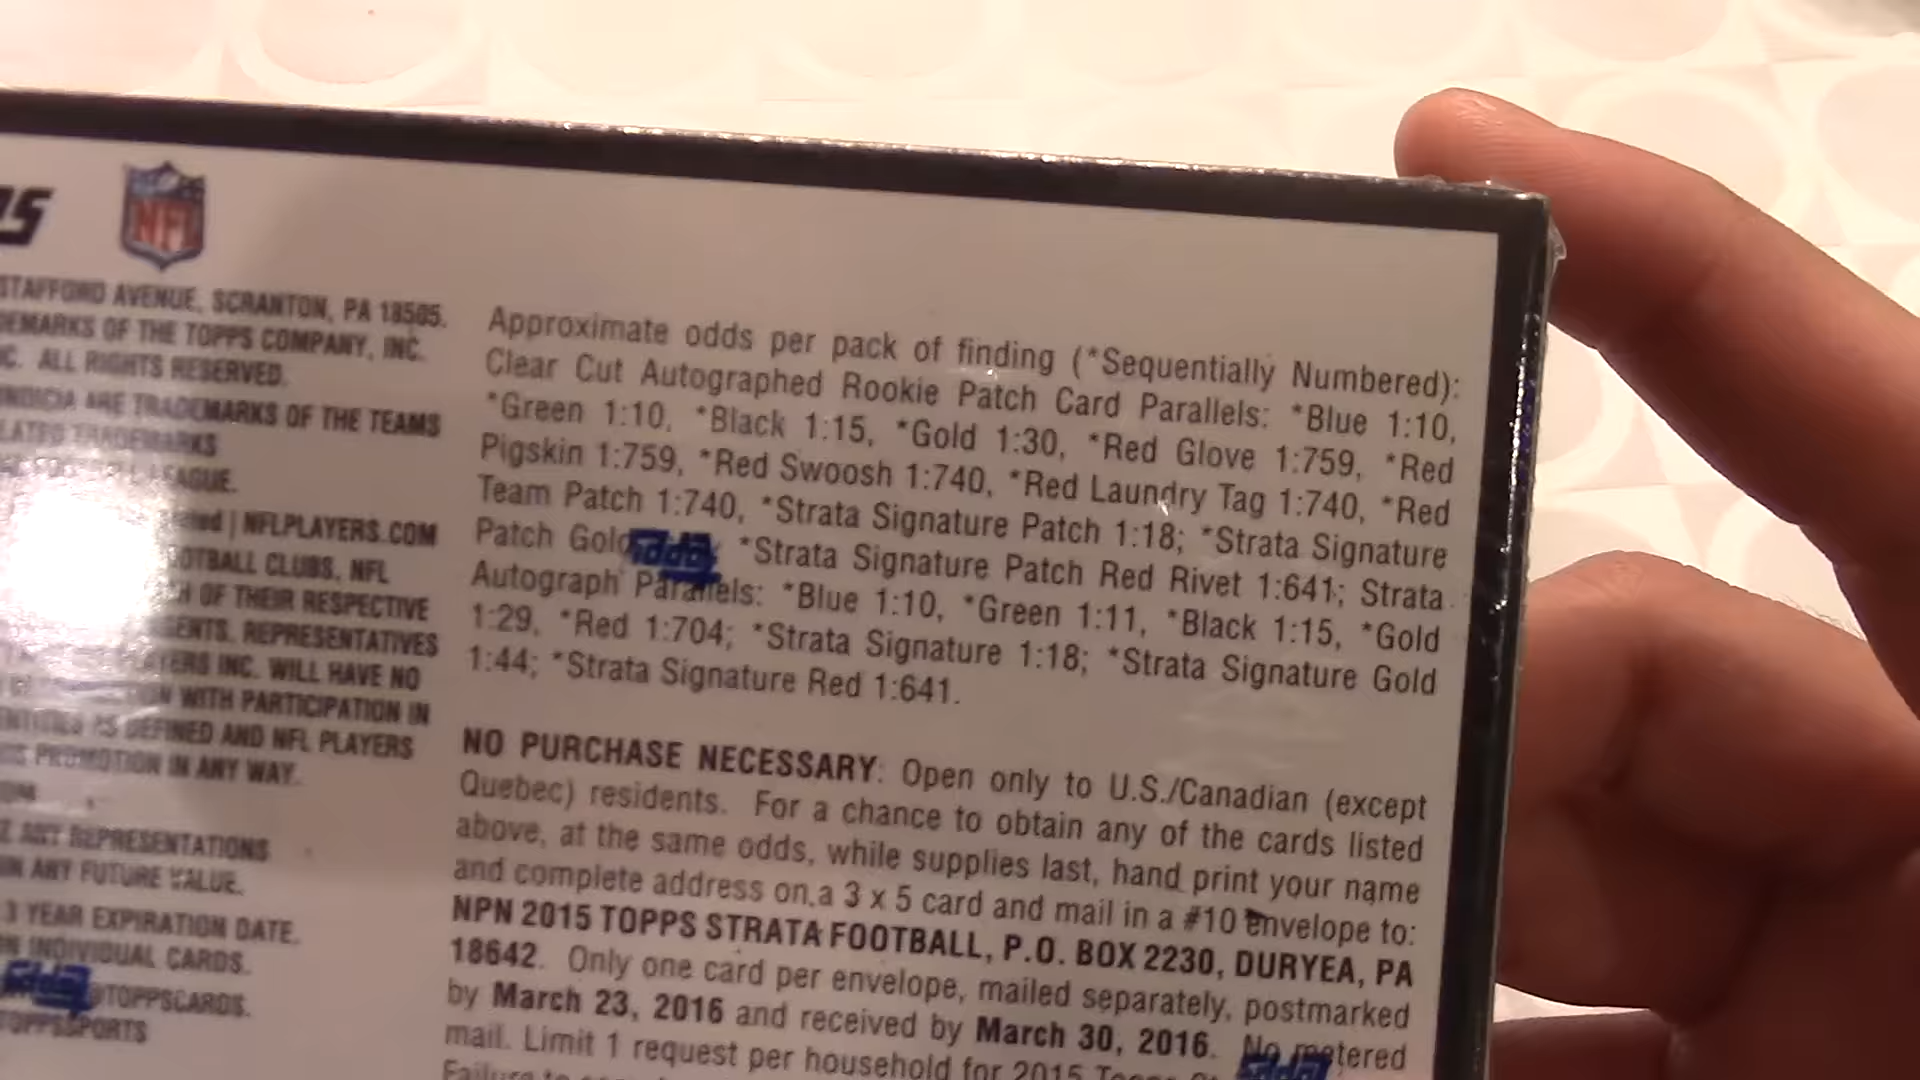 NFL
STAFFORD AVENUE, SCRANTON, PA 18505.
DEMARKS OF THE TOPPS COMPANY, INC.
C. ALL RIGHTS RESERVED.
INDICIA ARE TRADEMARKS OF THE TEAMS
LATED TRADEMARKS
LEAGUE.
| NFLPLAYERS.COM
OTBALL CLUBS, NFL
H OF THEIR RESPECTIVE
ENTS. REPRESENTATIVES
YERS INC. WILL HAVE NO
WITH PARTICIPATION IN
ENTITIES AS DEFINED AND NFL PLAYERS
IS PROMOTION IN ANY WAY.
ANY REPRESENTATIONS
ANY FUTURE VALUE.
3 YEAR EXPIRATION DATE.
INDIVIDUAL CARDS.
@TOPPSCARDS.
TOPPSSPORTS
Approximate odds per pack of finding (*Sequentially Numbered):
Clear Cut Autographed Rookie Patch Card Parallels: *Blue 1:10,
*Green 1:10, *Black 1:15, *Gold 1:30, *Red Glove 1:759, *Red
Pigskin 1:759, *Red Swoosh 1:740, *Red Laundry Tag 1:740, *Red
Team Patch 1:740, *Strata Signature Patch 1:18; *Strata Signature
Patch Gold *Strata Signature Patch Red Rivet 1:641; Strata
Autograph Parallels: *Blue 1:10, *Green 1:11, *Black 1:15, *Gold
1:29, *Red 1:704; *Strata Signature 1:18; *Strata Signature Gold
1:44; *Strata Signature Red 1:641.
NO PURCHASE NECESSARY: Open only to U.S./Canadian (except
Quebec) residents. For a chance to obtain any of the cards listed
above, at the same odds, while supplies last, hand print your name
and complete address on a 3 x 5 card and mail in a #10 envelope to:
NPN 2015 TOPPS STRATA FOOTBALL, P.O. BOX 2230, DURYEA, PA
18642. Only one card per envelope, mailed separately, postmarked
by March 23, 2016 and received by March 30, 2016. No metered
mail. Limit 1 request per household for 2015 Topps